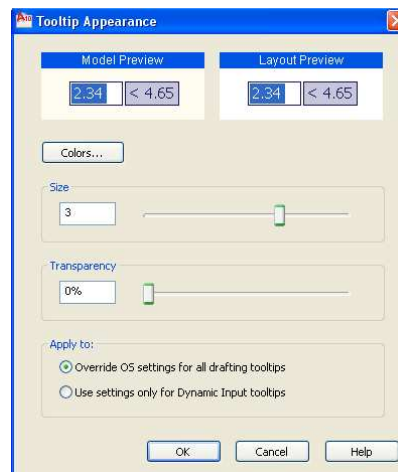 Tooltip Appearance
Model Preview
Layout Preview
2.34 < 4.65
2.34 < 4.65
Colors...
Size
3
Transparency
0%
Apply to:
Override OS settings for all drafting tooltips
Use settings only for Dynamic Input tooltips
OK Cancel Help